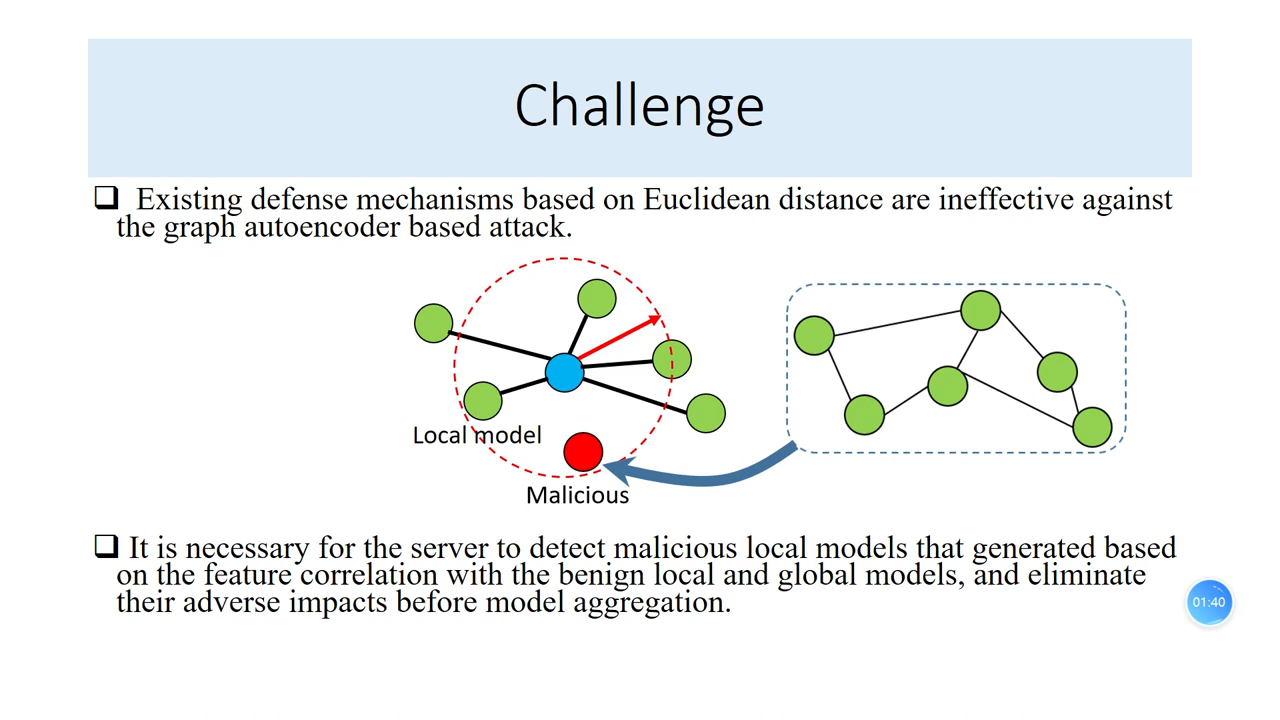 Challenge
Existing defense mechanisms based on Euclidean distance are ineffective against
the graph autoencoder based attack.
Local model
Malicious
It is necessary for the server to detect malicious local models that generated based
on the feature correlation with the benign local and global models, and eliminate
their adverse impacts before model aggregation.
01:40